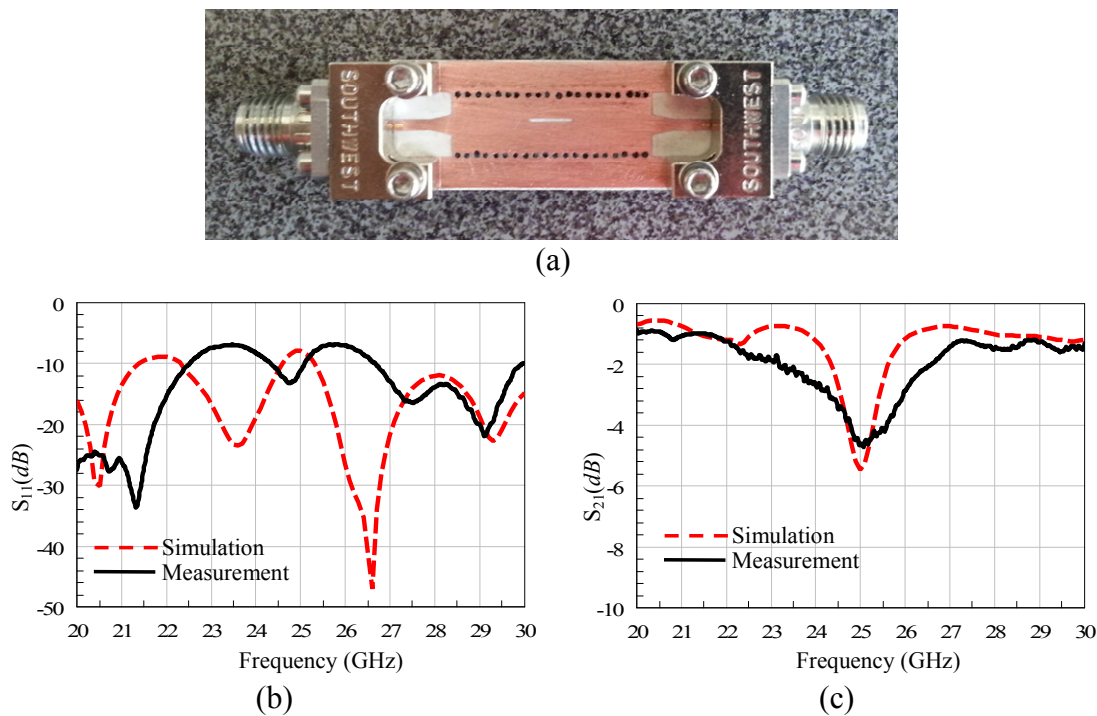 SOUTHWEST
SOUTHWEST
(a)
0
-10
-20
-30
-40
-50
S11(dB)
Simulation
Measurement
20 21 22 23 24 25 26 27 28 29 30
Frequency (GHz)
(b)
0
-2
-4
-6
-8
-10
S21(dB)
Simulation
Measurement
20 21 22 23 24 25 26 27 28 29 30
Frequency (GHz)
(c)